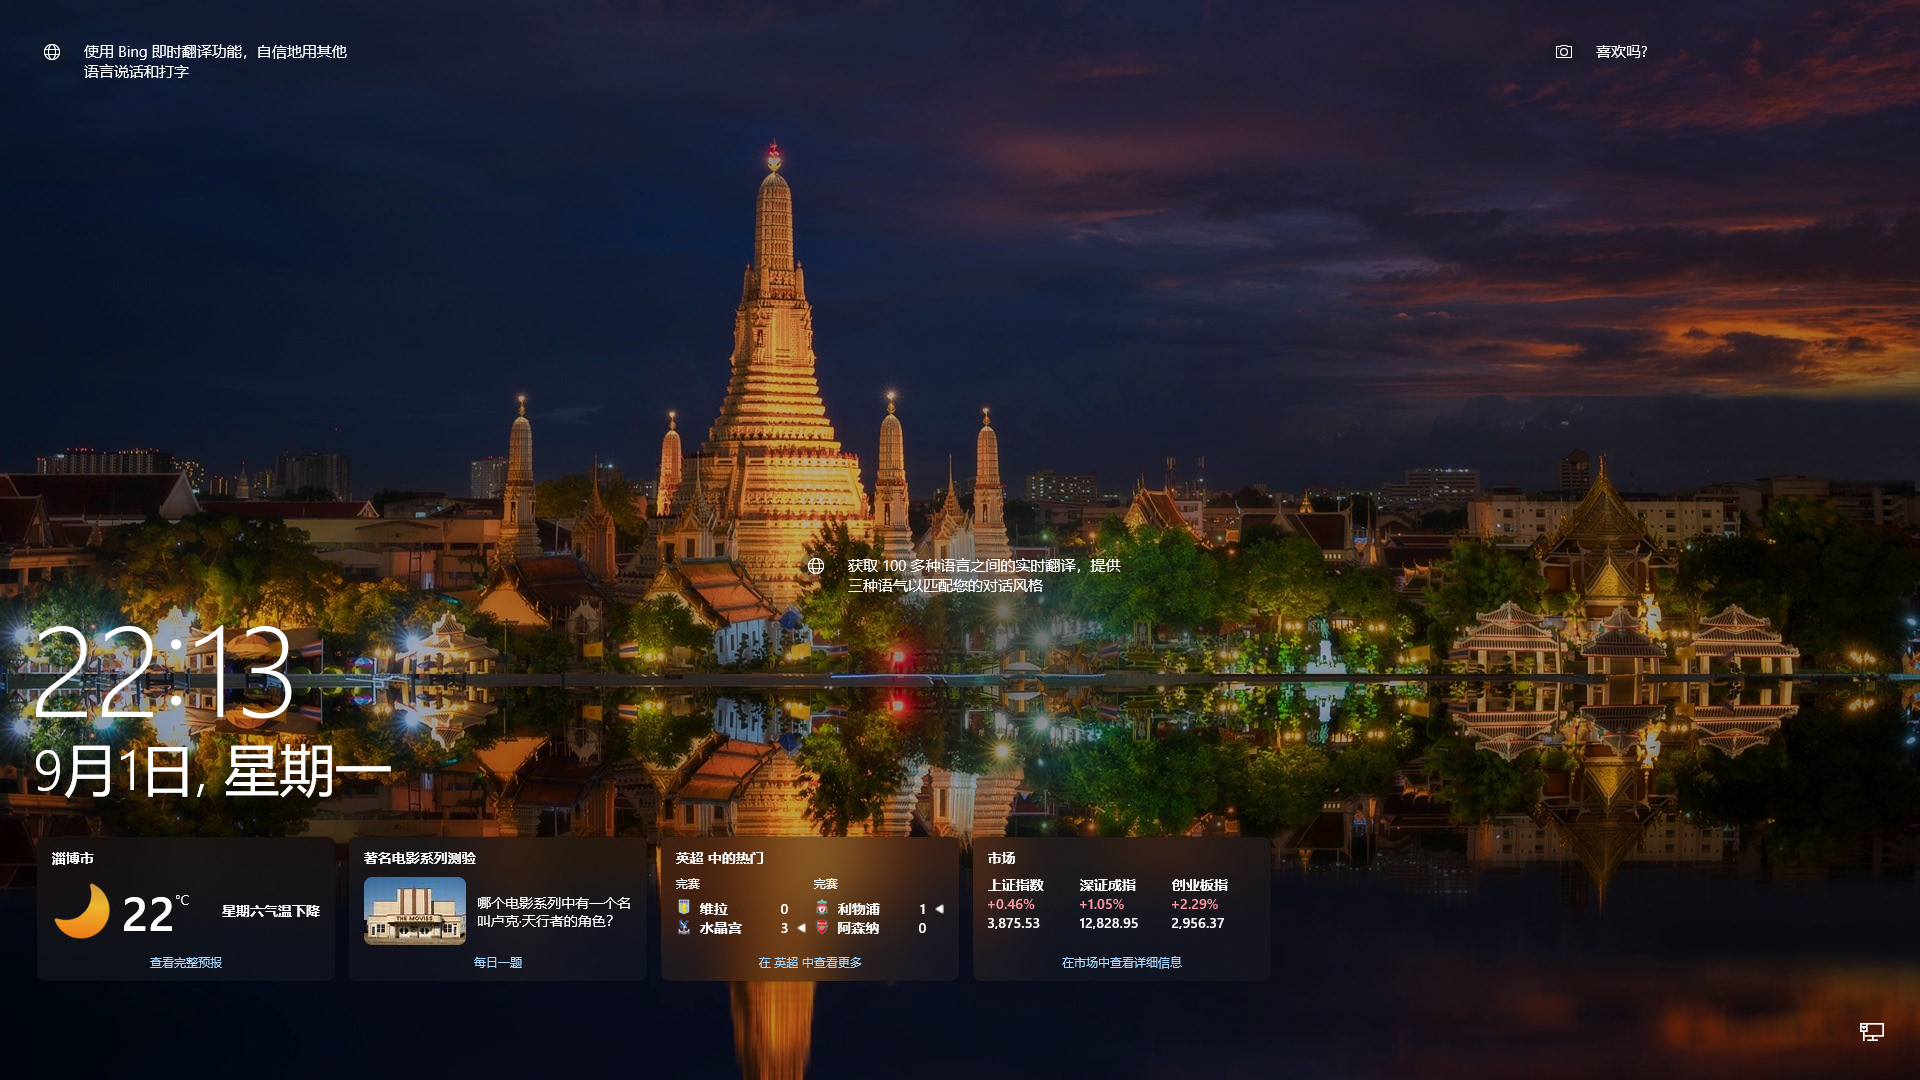 使用 Bing 即时翻译功能，自信地用其他
语言说话和打字
喜欢吗?
获取 100 多种语言之间的实时翻译，提供
三种语气以匹配您的对话风格
22:13
9月1日, 星期一
淄博市
22°C
星期六气温下降
查看完整预报
著名电影系列测验
THE MOVIES
哪个电影系列中有一个名
叫卢克·天行者的角色？
每日一题
英超 中的热门
完赛
维拉 0
水晶宫 3
完赛
利物浦 1
阿森纳 0
在 英超 中查看更多
市场
上证指数 深证成指 创业板指
+0.46% +1.05% +2.29%
3,875.53 12,828.95 2,956.37
在市场中查看详细信息